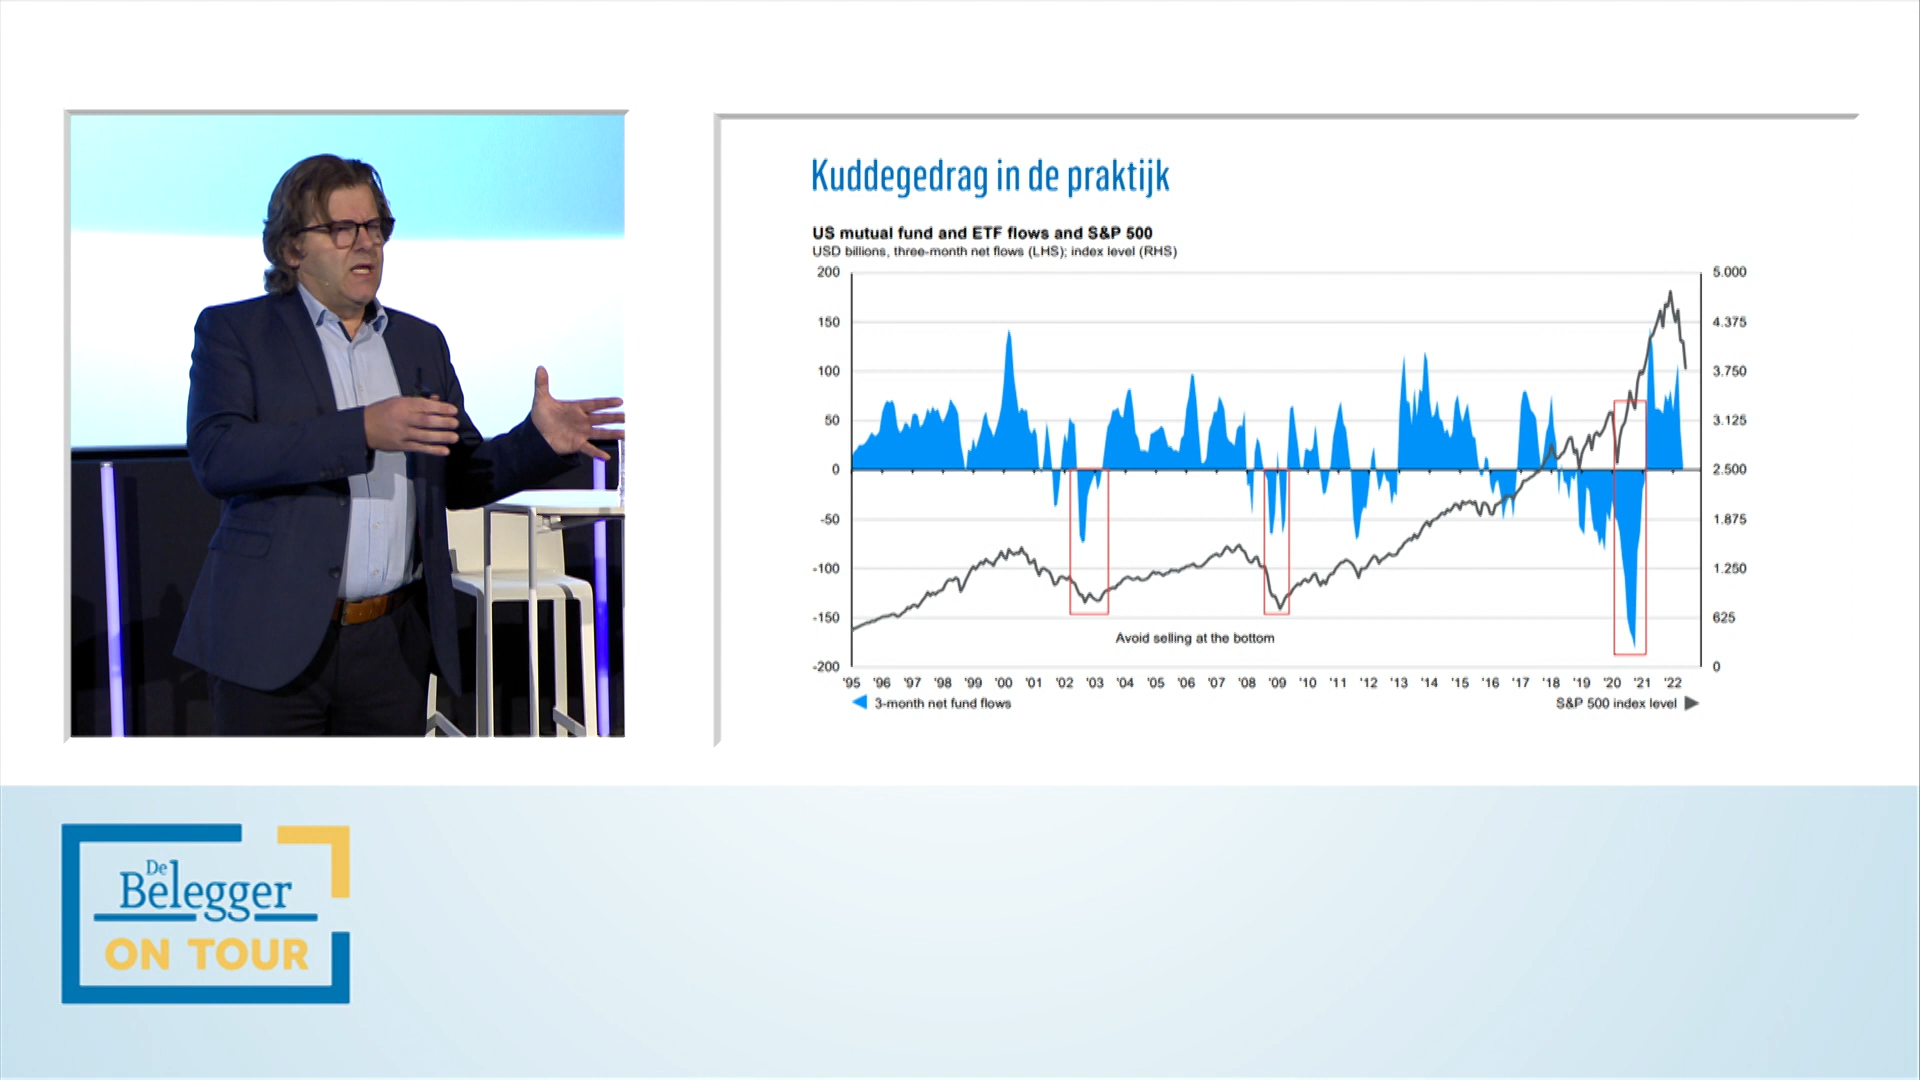 Kuddegedrag in de praktijk
US mutual fund and ETF flows and S&P 500
USD billions, three-month net flows (LHS); index level (RHS)
200 5.000
150 4.375
100 3.750
50 3.125
0 2.500
-50 1.875
-100 1.250
-150 625
Avoid selling at the bottom
-200 0
'95 '96 '97 '98 '99 '00 '01 '02 '03 '04 '05 '06 '07 '08 '09 '10 '11 '12 '13 '14 '15 '16 '17 '18 '19 '20 '21 '22
3-month net fund flows S&P 500 index level
De
Belegger
ON TOUR